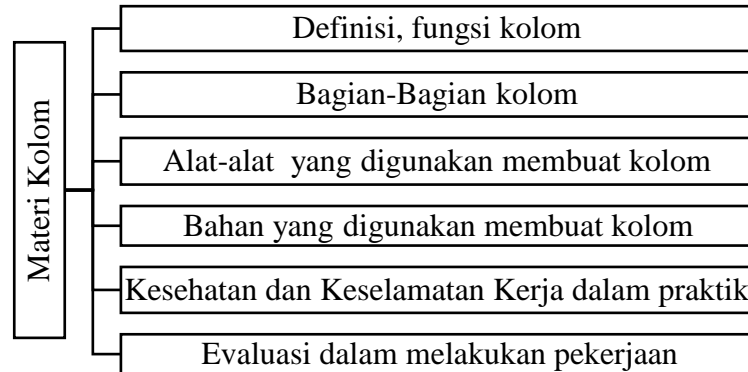 Materi Kolom
Definisi, fungsi kolom
Bagian-Bagian kolom
Alat-alat yang digunakan membuat kolom
Bahan yang digunakan membuat kolom
Kesehatan dan Keselamatan Kerja dalam praktik
Evaluasi dalam melakukan pekerjaan